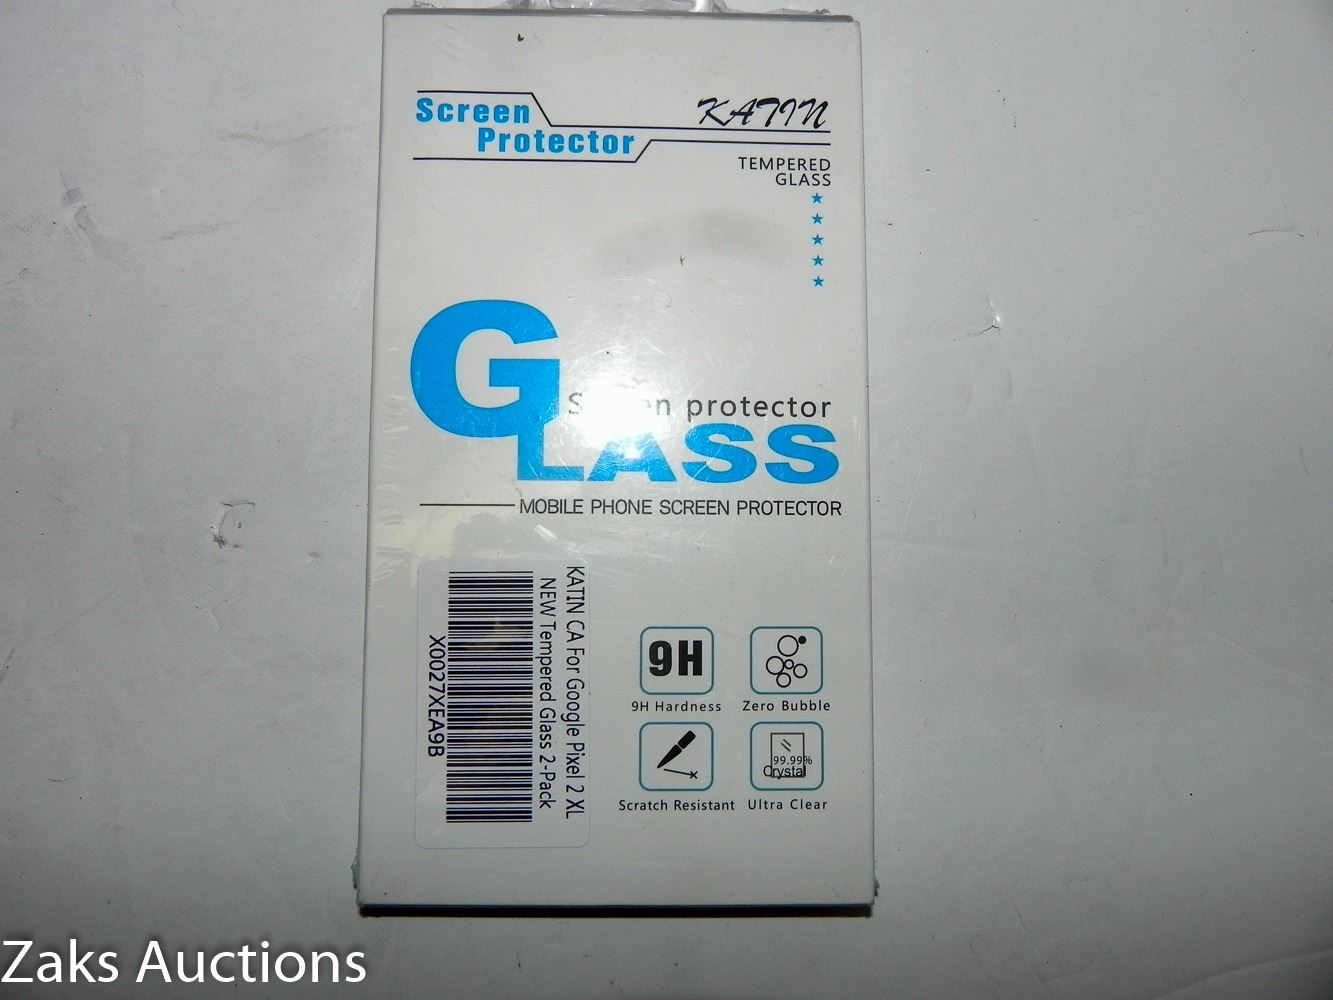 Screen
Protector
KATIN
TEMPERED
GLASS
GLASS
protector
MOBILE PHONE SCREEN PROTECTOR
KATIN CA For Google Pixel 2 XL
NEW Tempered Glass 2-Pack
X0027XEA9B
9H
9H Hardness
Zero Bubble
99.99%
Crystal
Scratch Resistant
Ultra Clear
Zaks Auctions